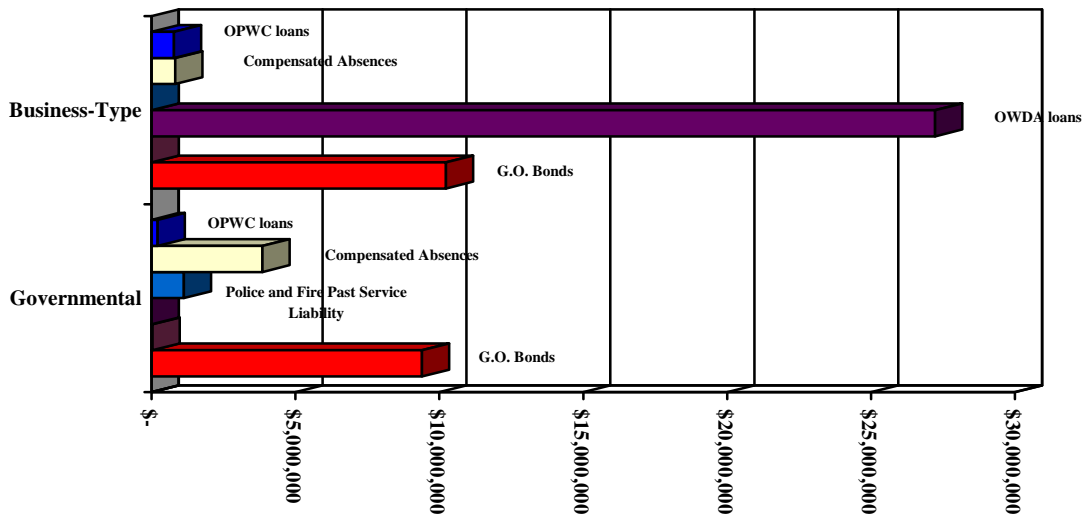 OPWC loans
Compensated Absences
Business-Type
OWDA loans
G.O. Bonds
OPWC loans
Compensated Absences
Governmental
Police and Fire Past Service
Liability
G.O. Bonds
$-
$5,000,000
$10,000,000
$15,000,000
$20,000,000
$25,000,000
$30,000,000